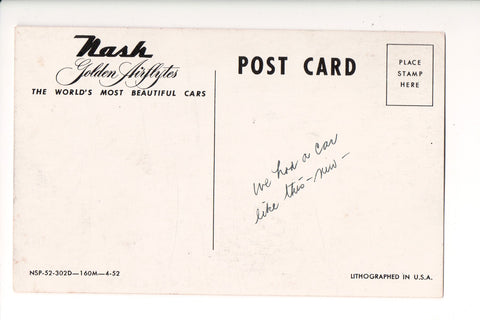 Nash
Golden Airflytes
THE WORLD'S MOST BEAUTIFUL CARS
POST CARD
PLACE
STAMP
HERE
We had a car
like this - new -
NSP-52-302D—160M—4-52
LITHOGRAPHED IN U.S.A.